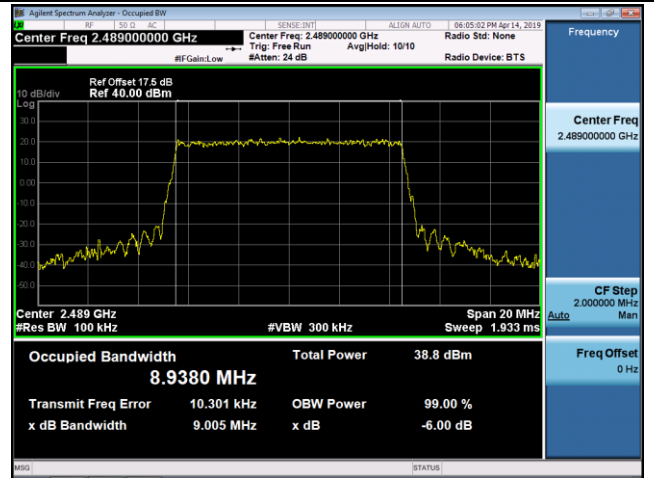 Agilent Spectrum Analyzer - Occupied BW
RF 50 Ω AC SENSE:INT ALIGN AUTO 06:05:02 PM Apr 14, 2019
Center Freq 2.489000000 GHz
#IFGain:Low
Center Freq: 2.489000000 GHz
Trig: Free Run Avg|Hold: 10/10
#Atten: 24 dB
Radio Std: None
Radio Device: BTS
Ref Offset 17.5 dB
10 dB/div Ref 40.00 dBm
Log
30.0
20.0
10.0
0.00
-10.0
-20.0
-30.0
-40.0
-50.0
Center 2.489 GHz Span 20 MHz
#Res BW 100 kHz #VBW 300 kHz Sweep 1.933 ms
Occupied Bandwidth Total Power 38.8 dBm
8.9380 MHz
Transmit Freq Error 10.301 kHz OBW Power 99.00 %
x dB Bandwidth 9.005 MHz x dB -6.00 dB
MSG STATUS
Frequency
Center Freq
2.489000000 GHz
CF Step
2.000000 MHz
Auto Man
Freq Offset
0 Hz